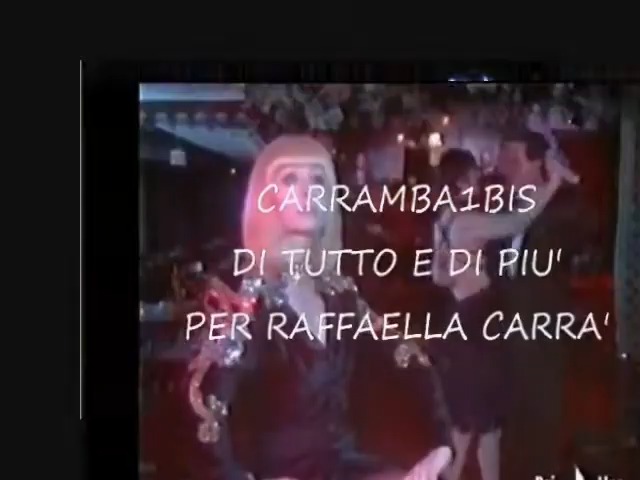 CARRAMBA1BIS
DI TUTTO E DI PIU'
PER RAFFAELLA CARRA'